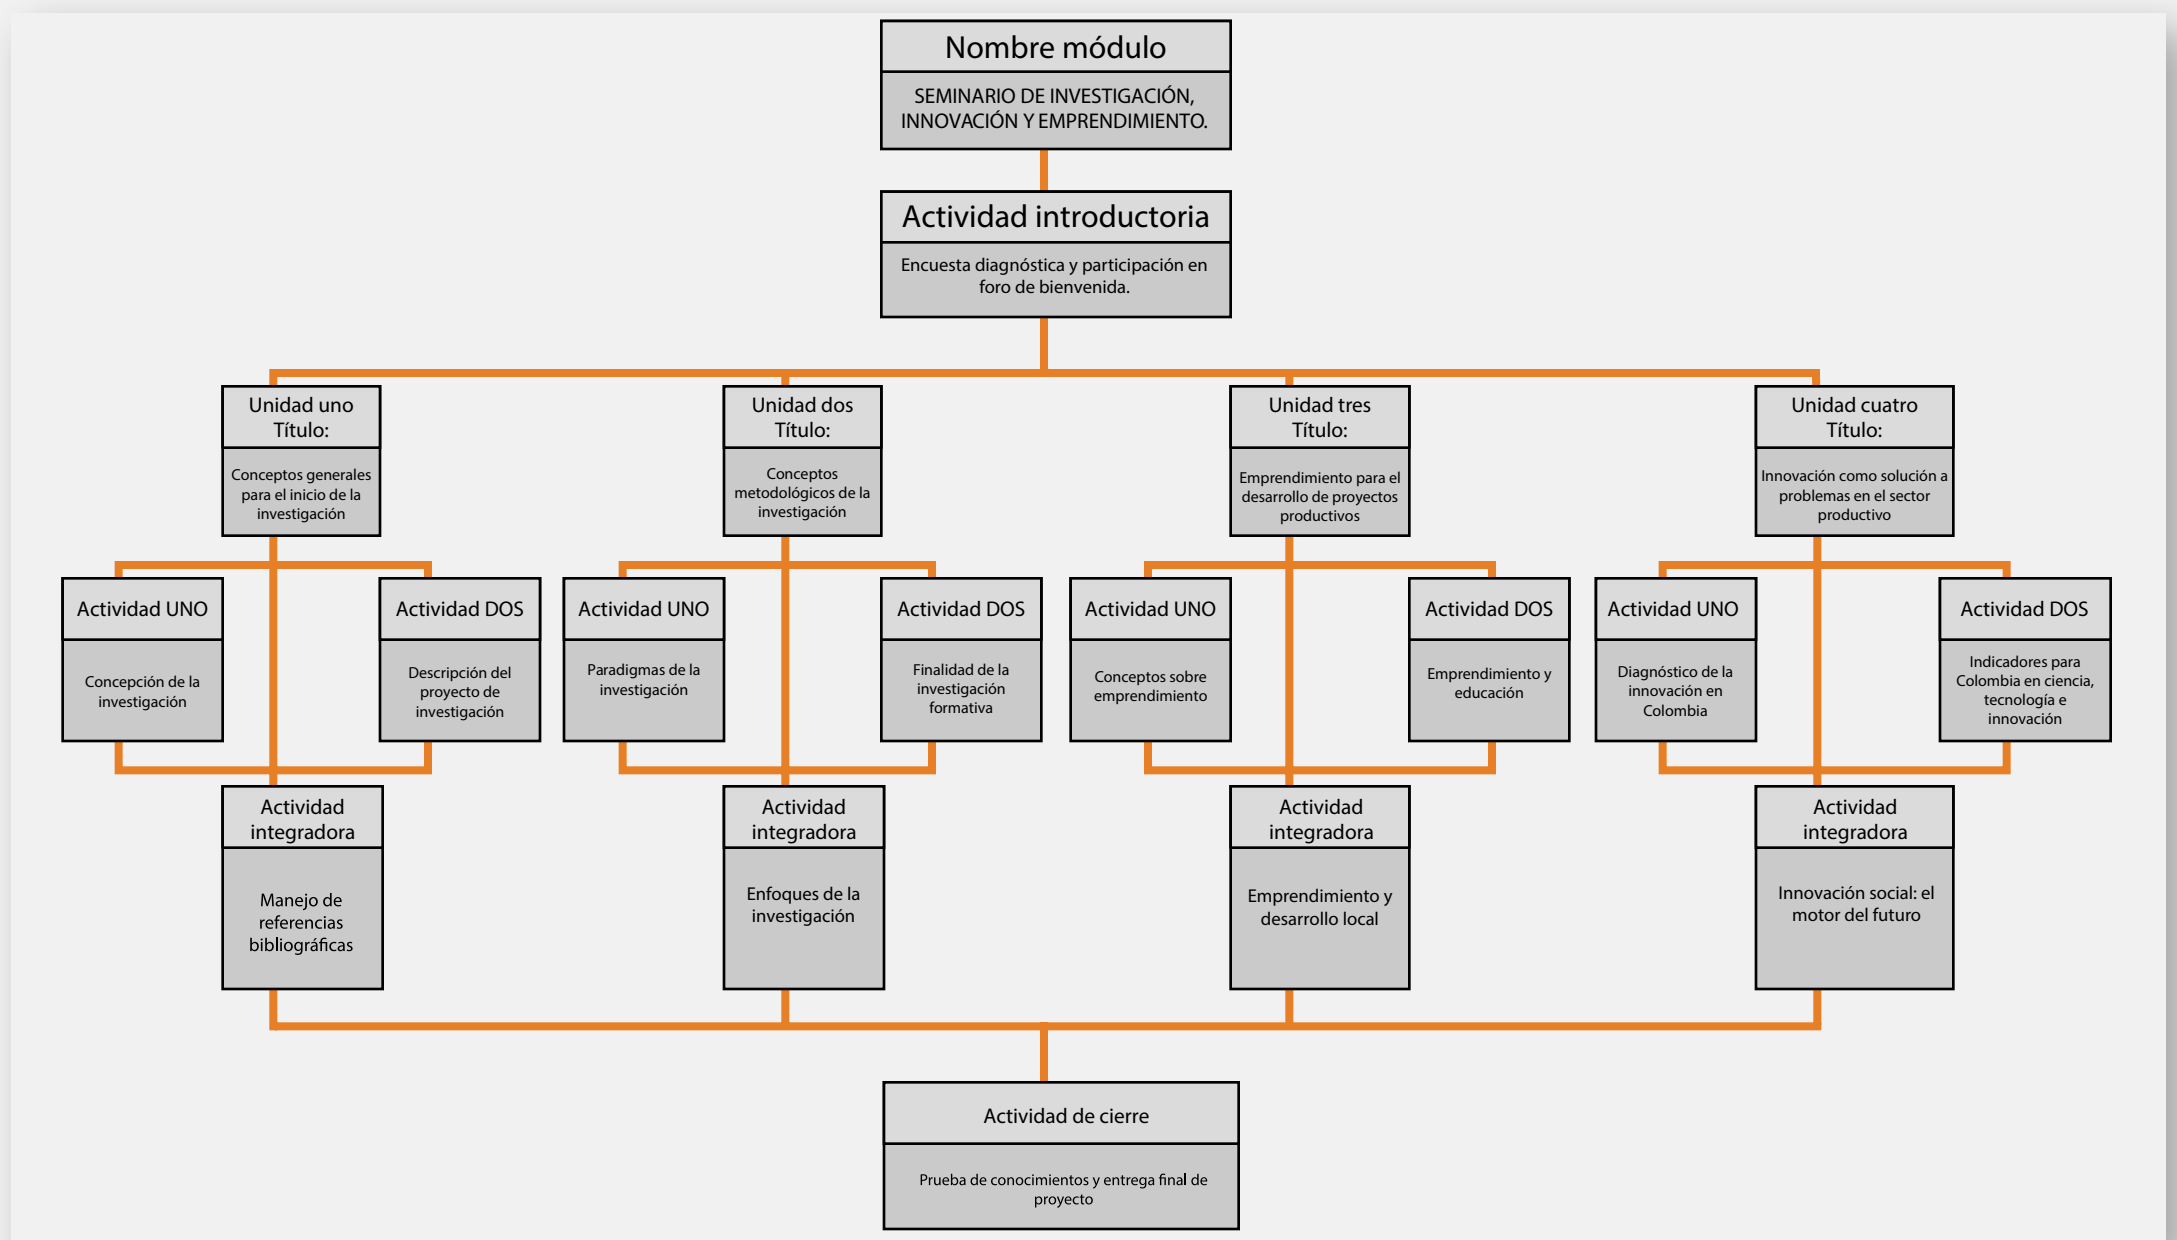 Nombre módulo
SEMINARIO DE INVESTIGACIÓN,
INNOVACIÓN Y EMPRENDIMIENTO.
Actividad introductoria
Encuesta diagnóstica y participación en
foro de bienvenida.
Unidad uno
Título:
Conceptos generales
para el inicio de la
investigación
Unidad dos
Título:
Conceptos
metodológicos de la
investigación
Unidad tres
Título:
Emprendimiento para el
desarrollo de proyectos
productivos
Unidad cuatro
Título:
Innovación como solución a
problemas en el sector
productivo
Actividad UNO
Concepción de la
investigación
Actividad DOS
Descripción del
proyecto de
investigación
Actividad UNO
Paradigmas de la
investigación
Actividad DOS
Finalidad de la
investigación
formativa
Actividad UNO
Conceptos sobre
emprendimiento
Actividad DOS
Emprendimiento y
educación
Actividad UNO
Diagnóstico de la
innovación en
Colombia
Actividad DOS
Indicadores para
Colombia en ciencia,
tecnología e
innovación
Actividad
integradora
Manejo de
referencias
bibliográficas
Actividad
integradora
Enfoques de la
investigación
Actividad
integradora
Emprendimiento y
desarrollo local
Actividad
integradora
Innovación social: el
motor del futuro
Actividad de cierre
Prueba de conocimientos y entrega final de
proyecto